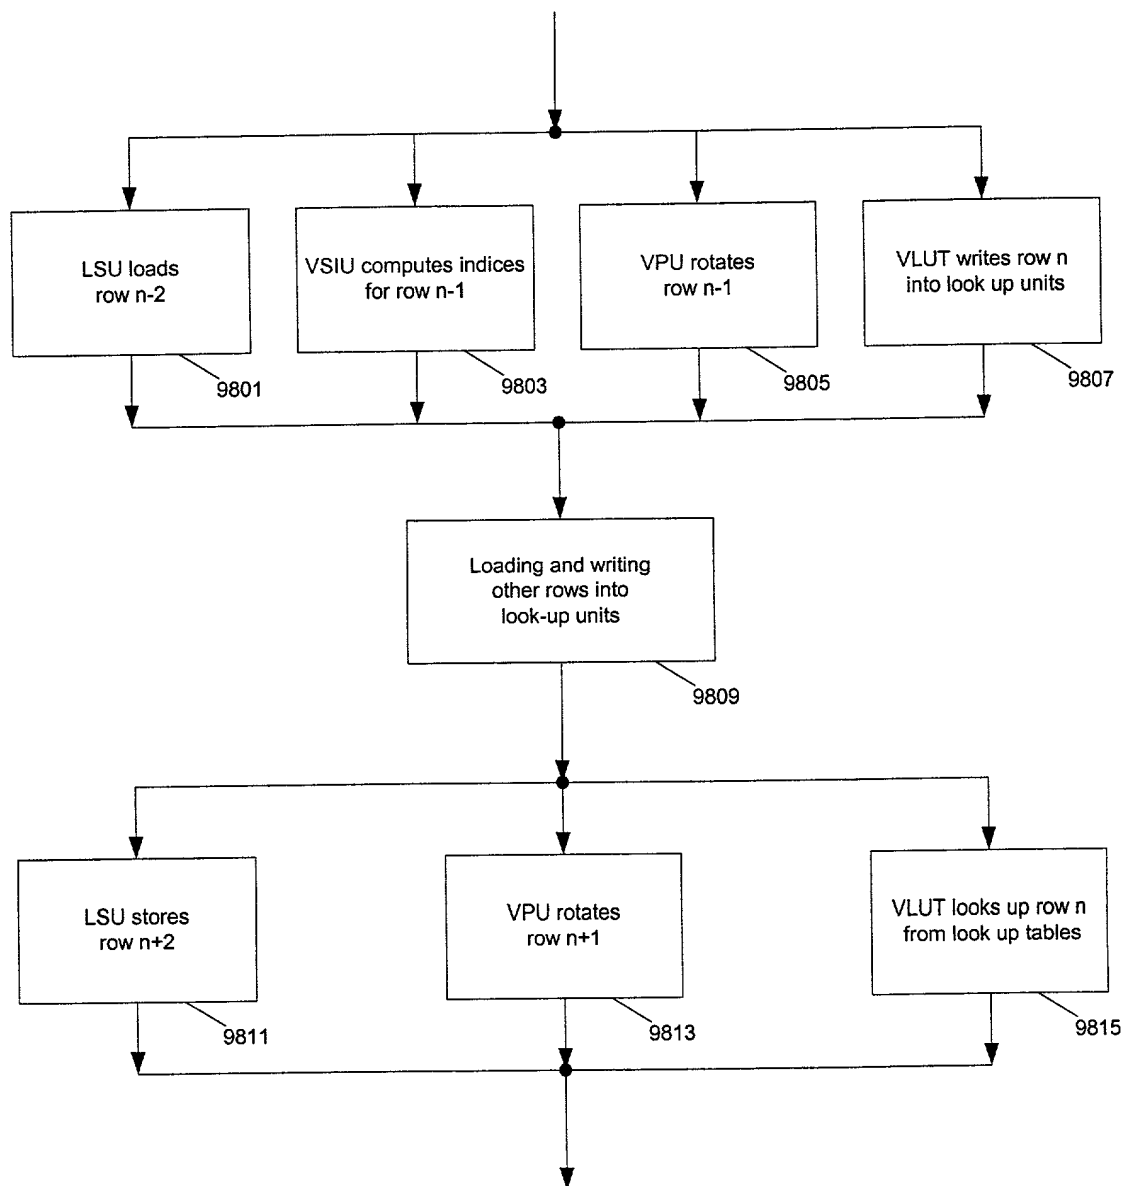 LSU loads
row n-2
9801
VSIU computes indices
for row n-1
9803
VPU rotates
row n-1
9805
VLUT writes row n
into look up units
9807
Loading and writing
other rows into
look-up units
9809
LSU stores
row n+2
9811
VPU rotates
row n+1
9813
VLUT looks up row n
from look up tables
9815